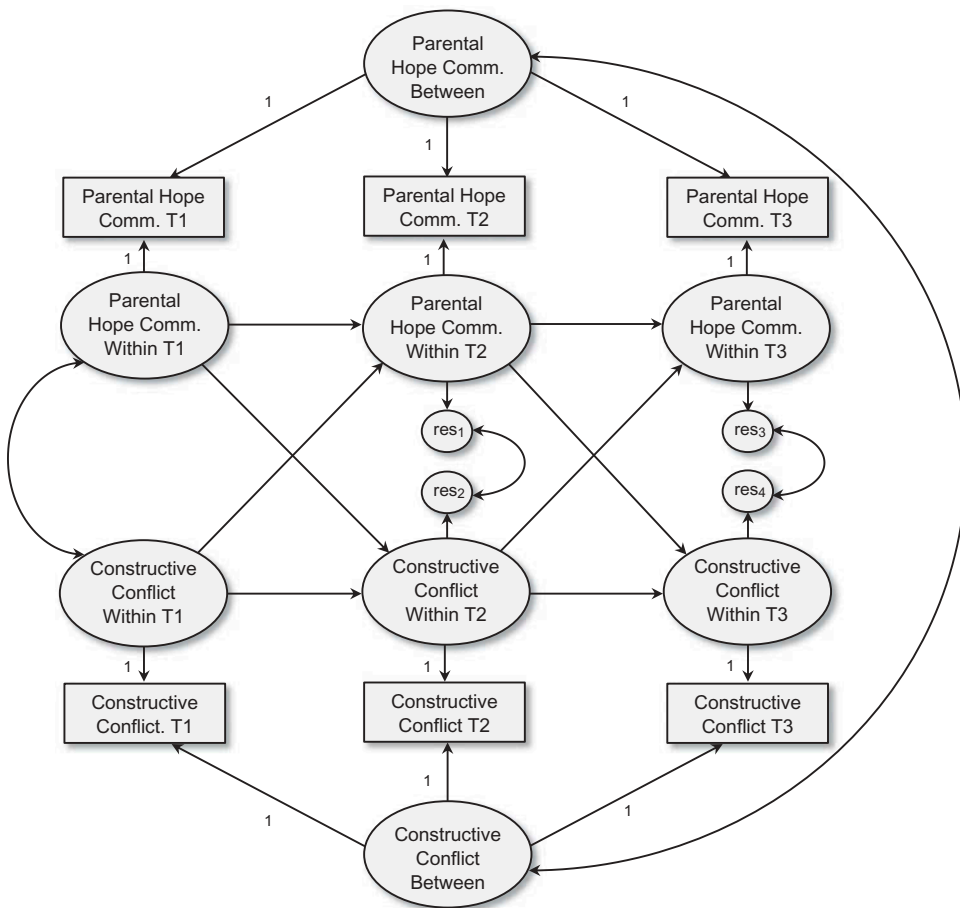 Parental
Hope Comm.
Between
1
1
1
Parental Hope
Comm. T1
Parental Hope
Comm. T2
Parental Hope
Comm. T3
1
1
1
Parental
Hope Comm.
Within T1
Parental
Hope Comm.
Within T2
Parental
Hope Comm.
Within T3
res1
res3
res2
res4
Constructive
Conflict
Within T1
Constructive
Conflict
Within T2
Constructive
Conflict
Within T3
1
1
1
Constructive
Conflict. T1
Constructive
Conflict T2
Constructive
Conflict T3
1
1
1
Constructive
Conflict
Between